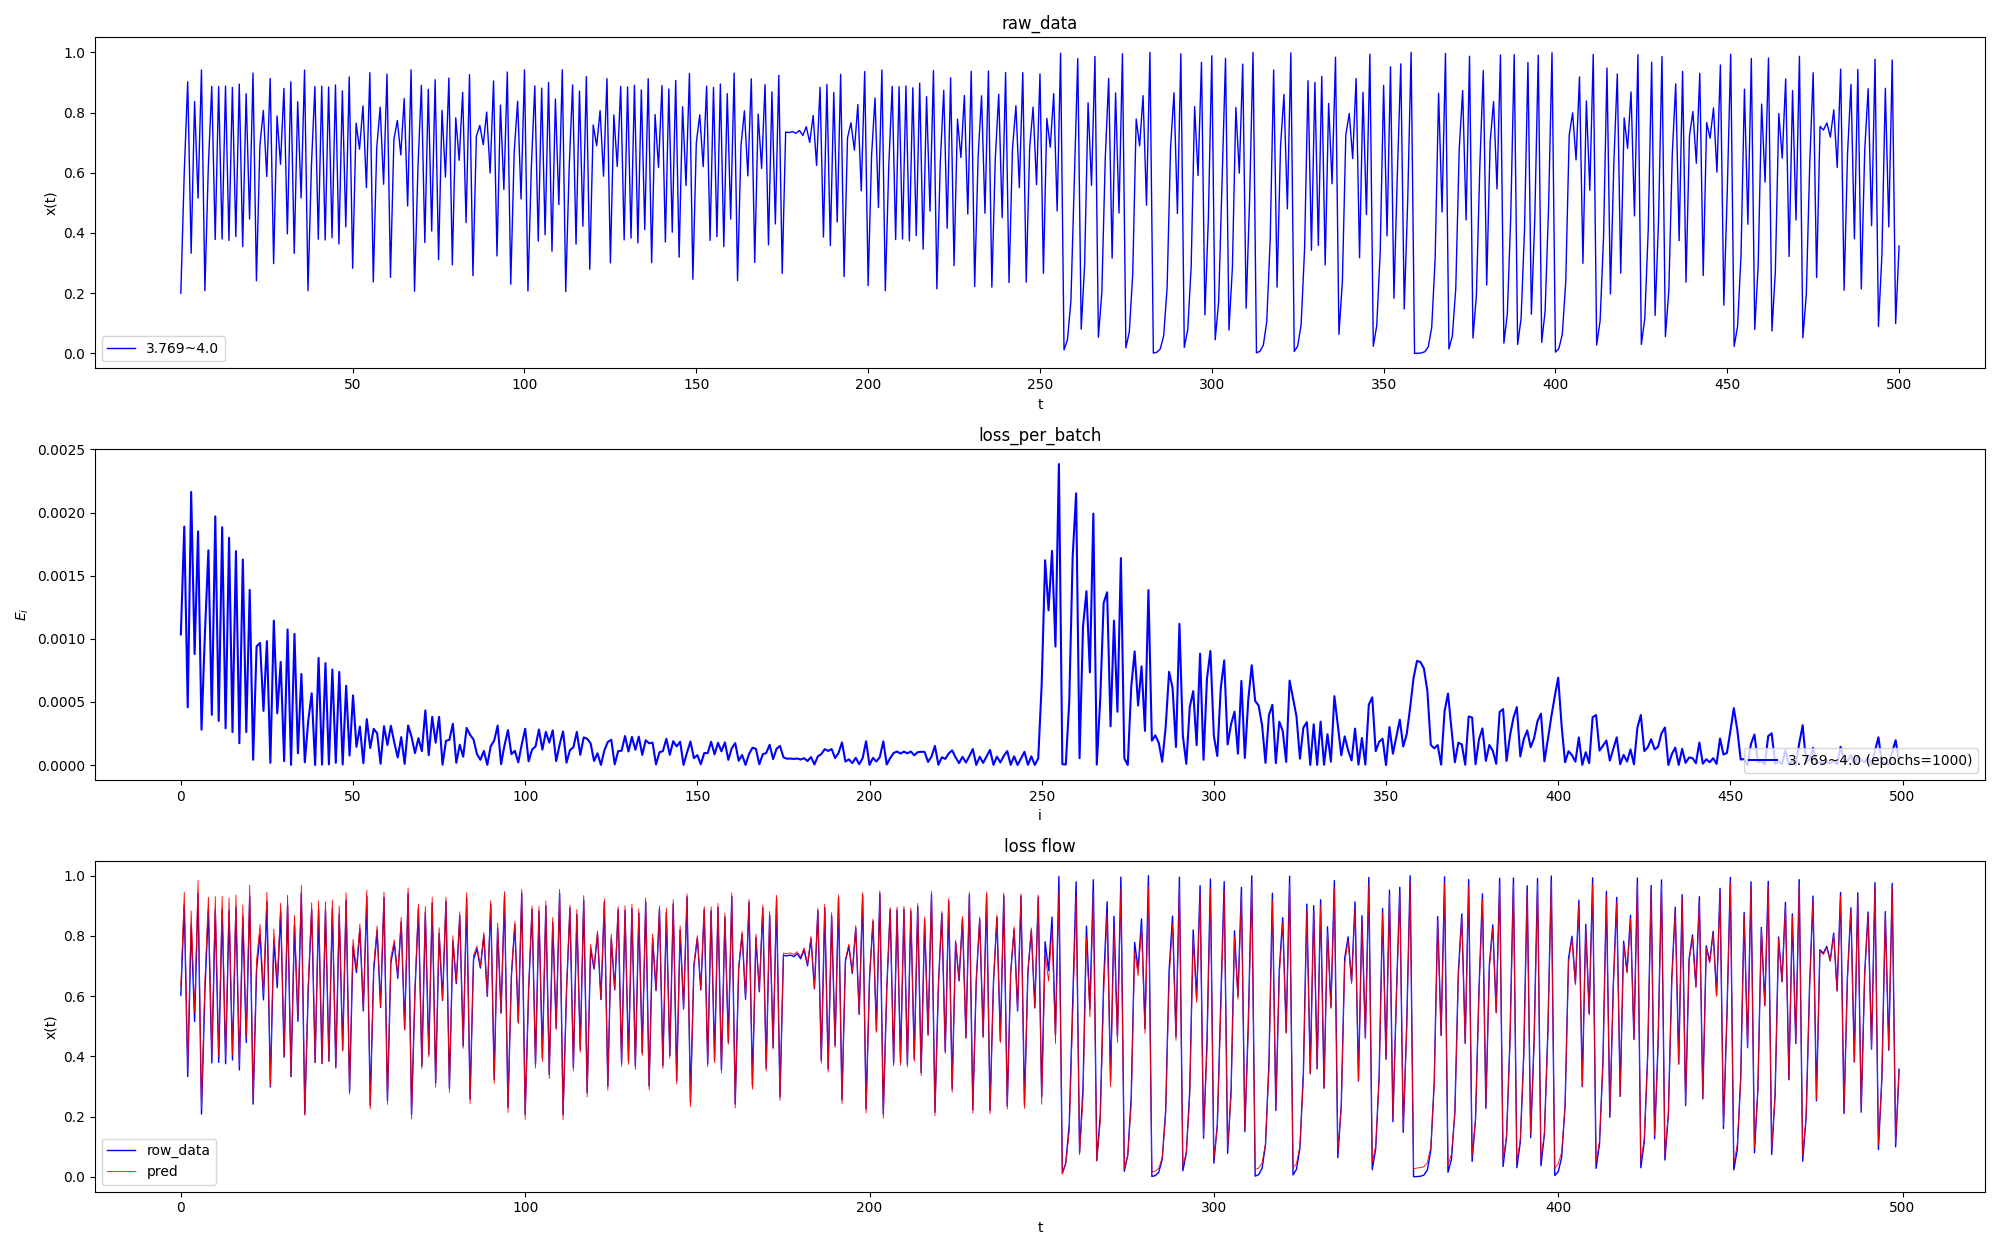 raw_data
1.0
0.8
0.6
0.4
0.2
0.0
x(t)
3.769~4.0
50 100 150 200 250 300 350 400 450 500
t
loss_per_batch
0.0025
0.0020
0.0015
0.0010
0.0005
0.0000
E_i
3.769~4.0 (epochs=1000)
0 50 100 150 200 250 300 350 400 450 500
i
loss flow
1.0
0.8
0.6
0.4
0.2
0.0
x(t)
row_data
pred
0 100 200 300 400 500
t